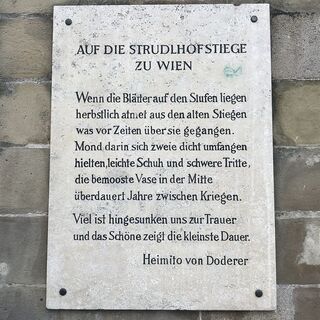 AUF DIE STRUDLHOFSTIEGE
ZU WIEN
Wenn die Blätter auf den Stufen liegen
herbstlich atmet aus den alten Stiegen
was vor Zeiten über sie gegangen.
Mond darin sich zweie dicht umfangen
hielten, leichte Schuh und schwere Tritte,
die bemooste Vase in der Mitte
überdauert Jahre zwischen Kriegen.
Viel ist hingesunken uns zur Trauer
und das Schöne zeigt die kleinste Dauer.
Heimito von Doderer